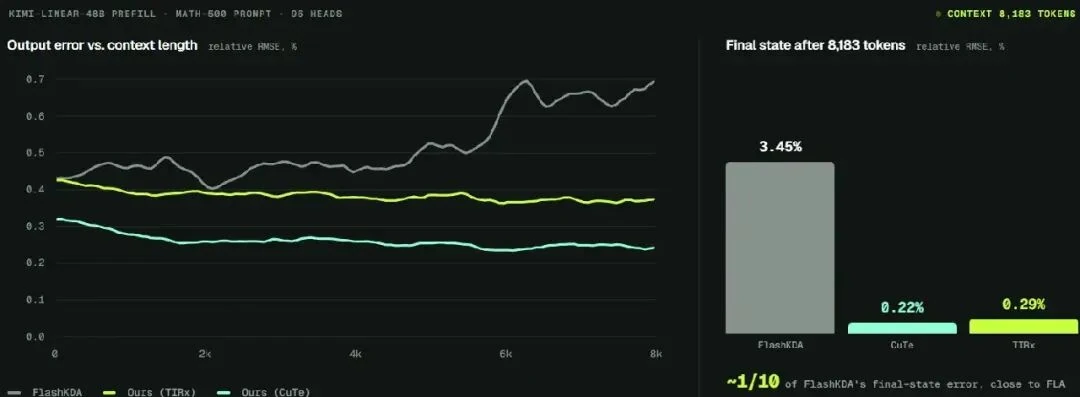 KIMI-LINEAR-48B PREFILL · MATH-500 PROMPT · 96 HEADS
CONTEXT 8,183 TOKENS
Output error vs. context length relative RMSE, %
0.7
0.6
0.5
0.4
0.3
0.2
0.1
0.0
0 2k 4k 6k 8k
FlashKDA Ours (TIRx) Ours (CuTe)
Final state after 8,183 tokens relative RMSE, %
3.45%
0.22%
0.29%
FlashKDA CuTe TIRx
~1/10 of FlashKDA's final-state error, close to FLA